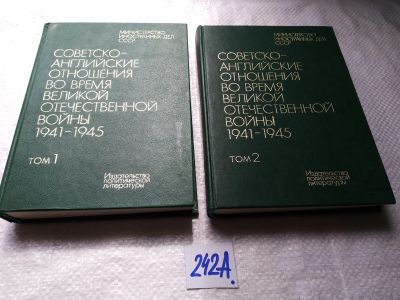 МИНИСТЕРСТВО
ИНОСТРАННЫХ ДЕЛ
СССР
СОВЕТСКО-
АНГЛИЙСКИЕ
ОТНОШЕНИЯ
ВО ВРЕМЯ
ВЕЛИКОЙ
ОТЕЧЕСТВЕННОЙ
ВОЙНЫ
1941-1945
ТОМ 1
Издательство
политической
литературы
МИНИСТЕРСТВО
ИНОСТРАННЫХ ДЕЛ
СССР
СОВЕТСКО-
АНГЛИЙСКИЕ
ОТНОШЕНИЯ
ВО ВРЕМЯ
ВЕЛИКОЙ
ОТЕЧЕСТВЕННОЙ
ВОЙНЫ
1941-1945
ТОМ 2
Издательство
политической
литературы
242А